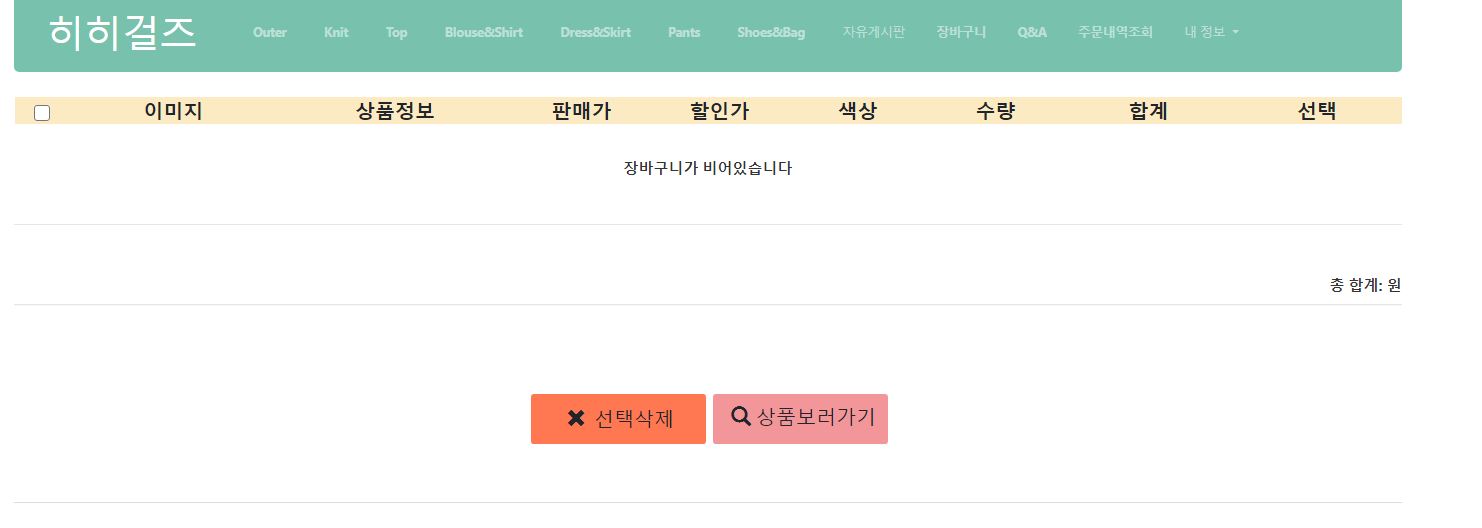 히히걸즈 Outer Knit Top Blouse&Shirt Dress&Skirt Pants Shoes&Bag 자유게시판 장바구니 Q&A 주문내역조회 내 정보
이미지 상품정보 판매가 할인가 색상 수량 합계 선택
장바구니가 비어있습니다
총 합계: 원
선택삭제 상품보러가기